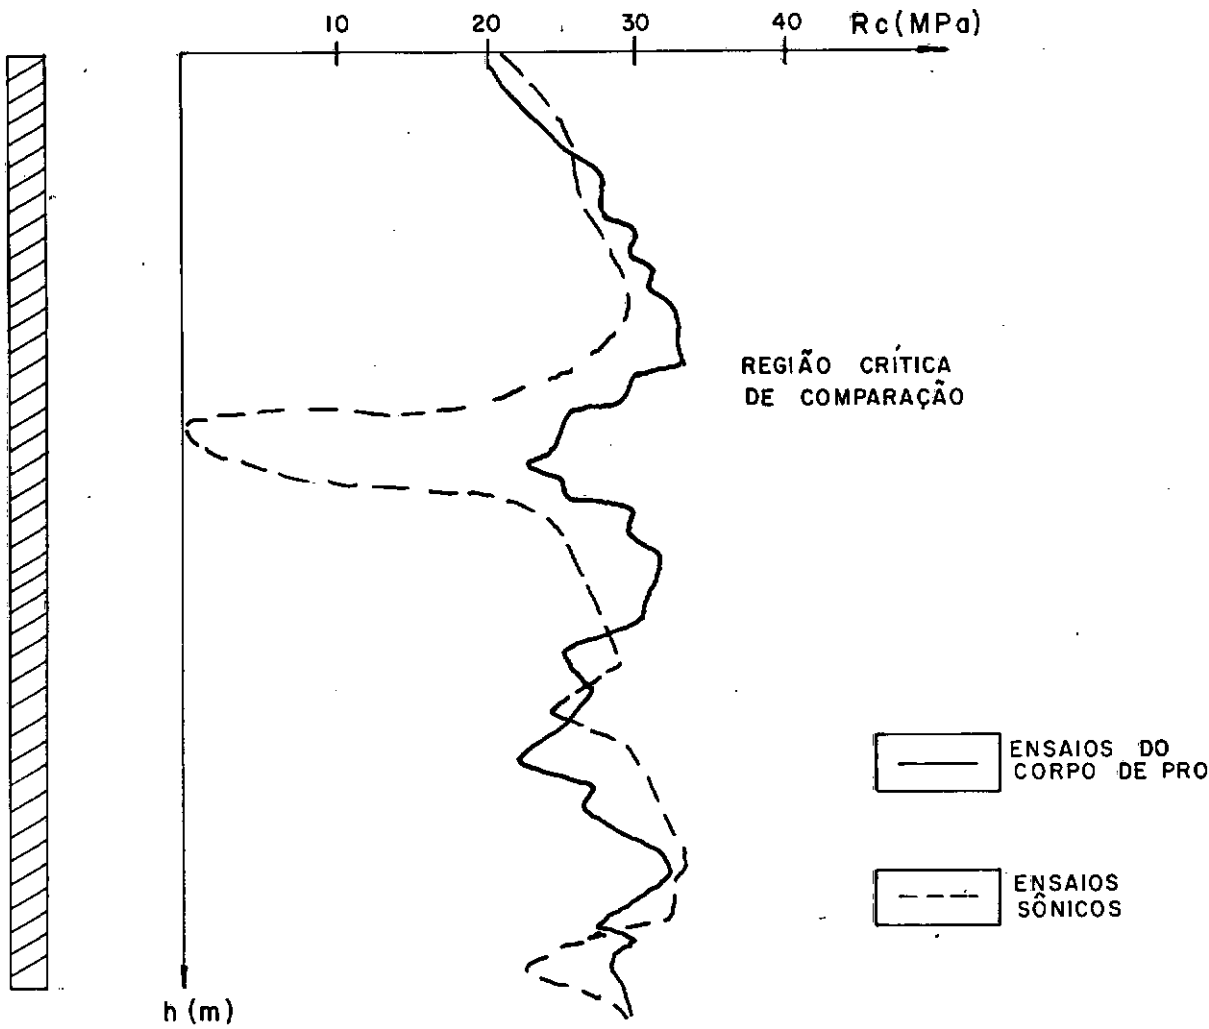 10 20 30 40 Rc(MPa)
REGIÃO CRÍTICA
DE COMPARAÇÃO
ENSAIOS DO
CORPO DE PRO
ENSAIOS
SÔNICOS
h (m)